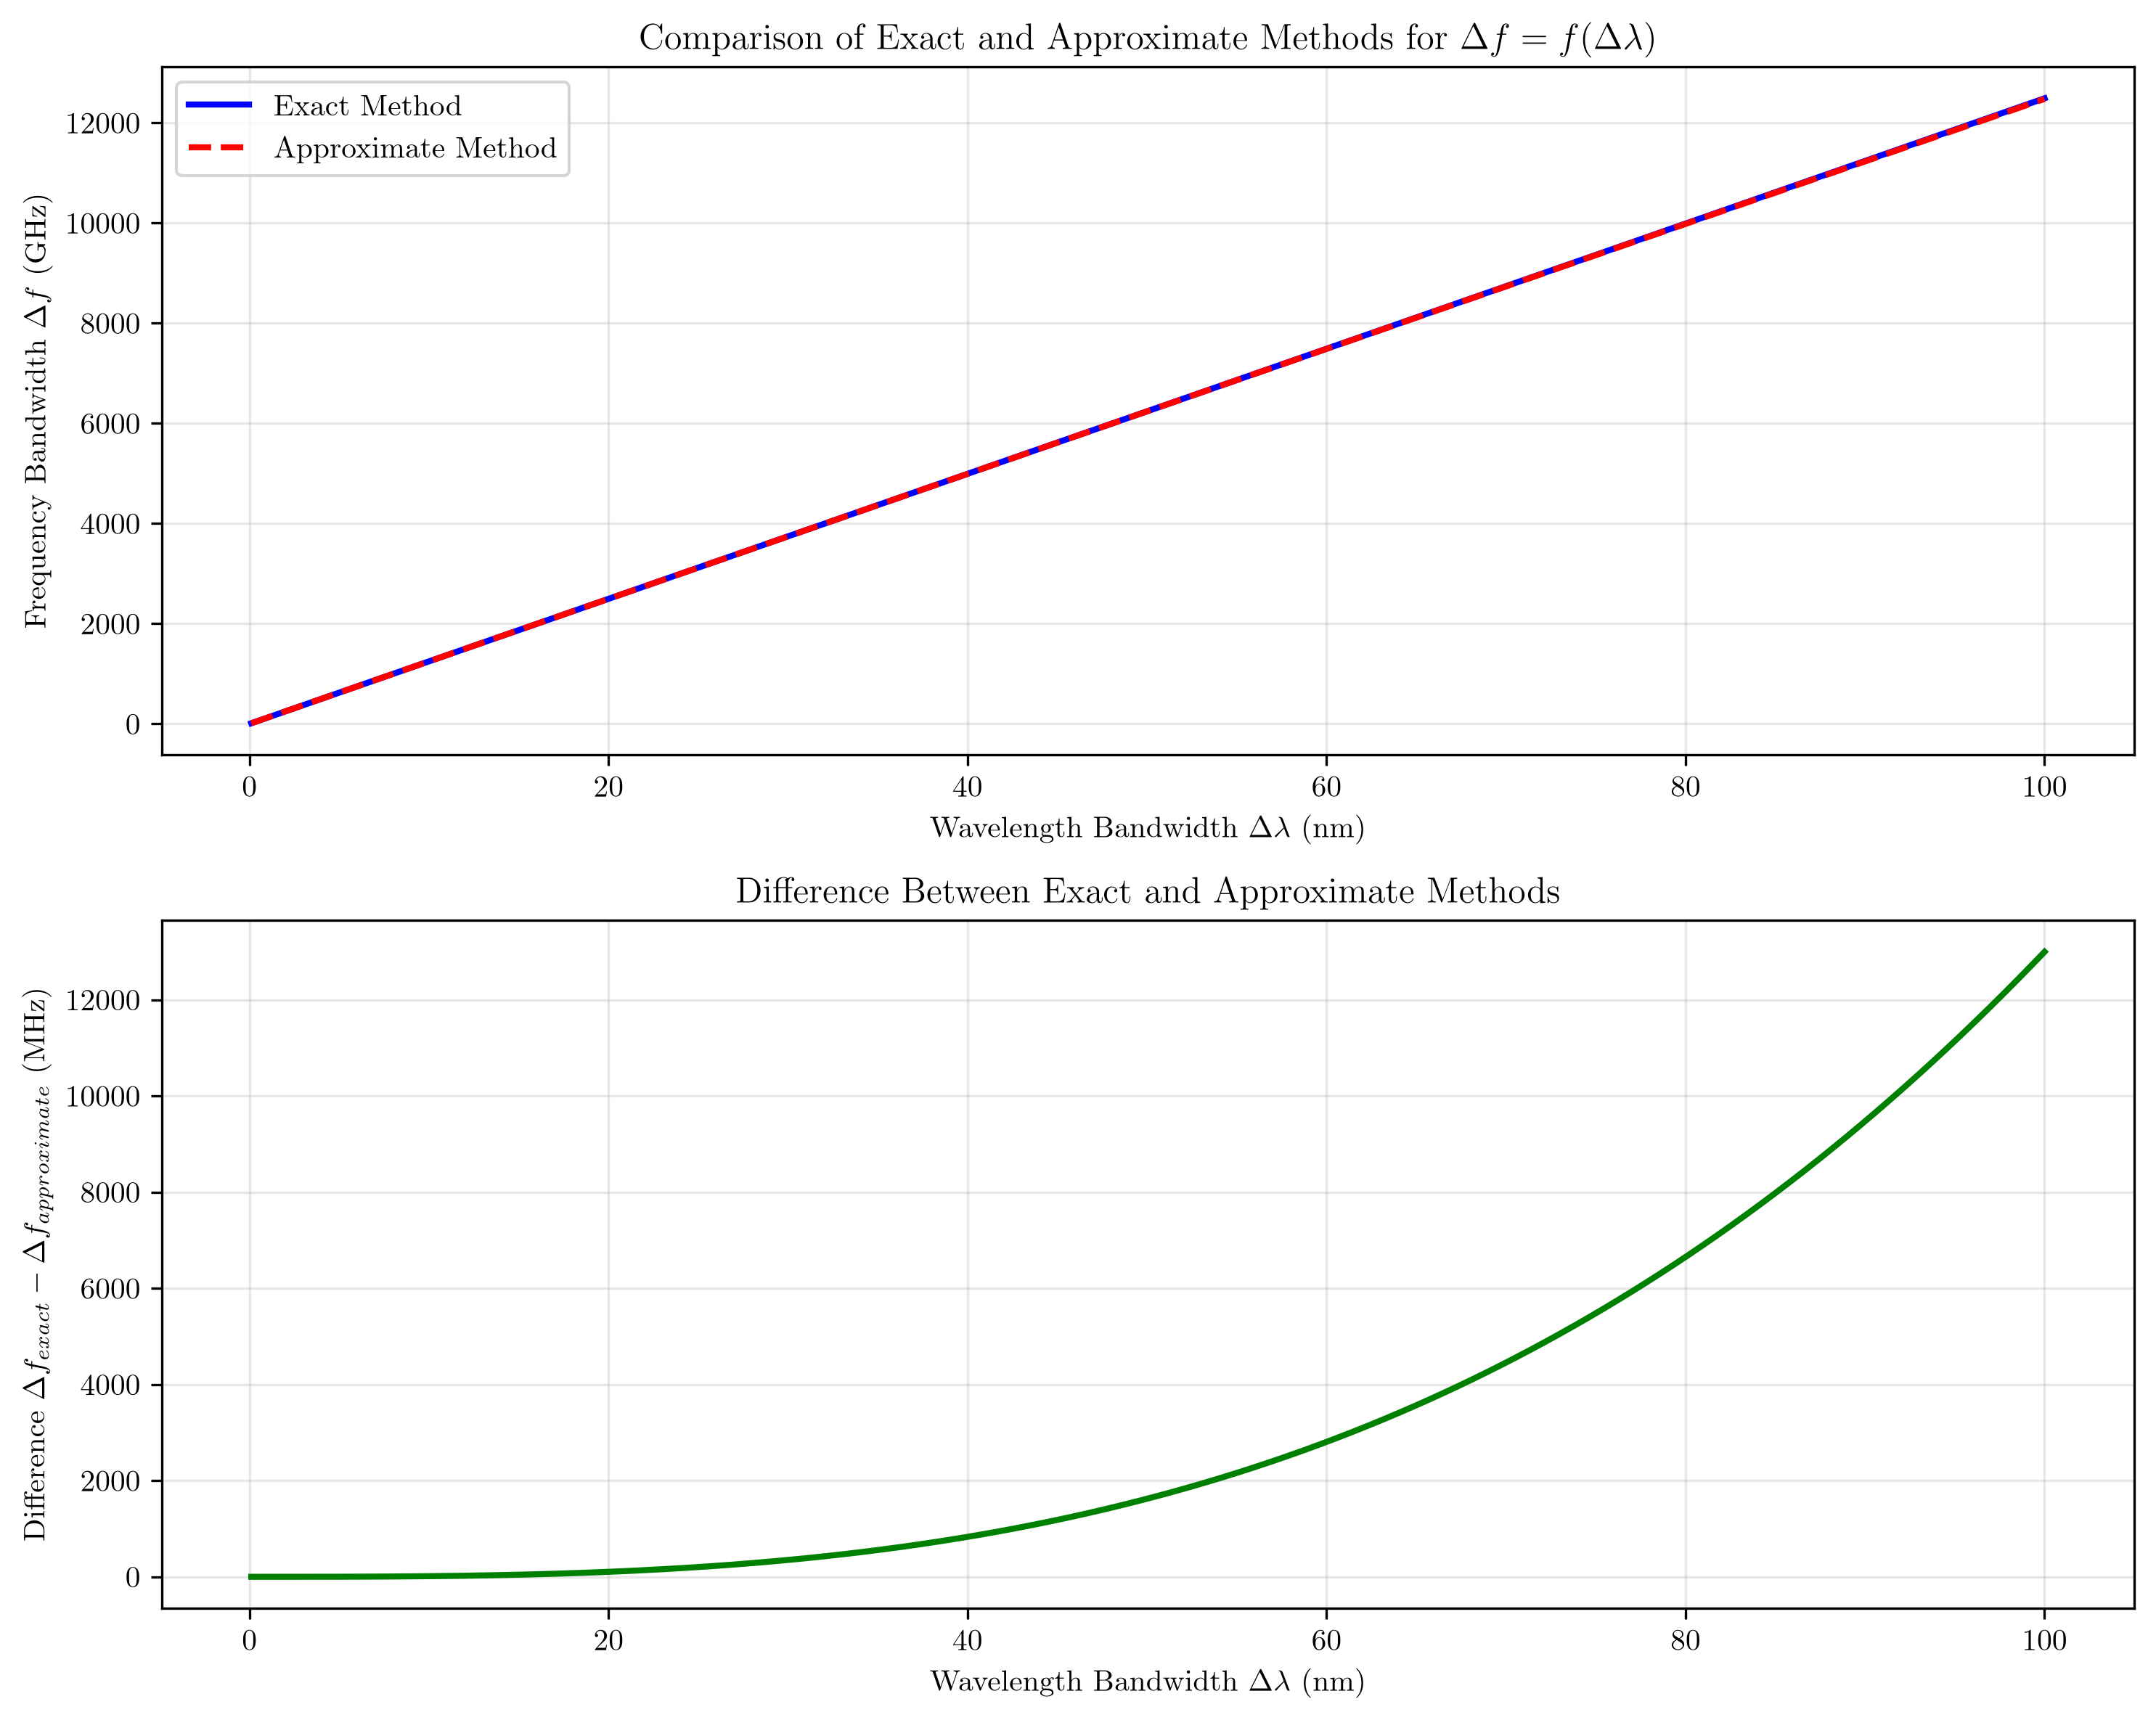 Comparison of Exact and Approximate Methods for Δf = f(Δλ)
Exact Method
Approximate Method
Frequency Bandwidth Δf (GHz)
12000
10000
8000
6000
4000
2000
0
0 20 40 60 80 100
Wavelength Bandwidth Δλ (nm)
Difference Between Exact and Approximate Methods
Difference Δf_exact − Δf_approximate (MHz)
12000
10000
8000
6000
4000
2000
0
0 20 40 60 80 100
Wavelength Bandwidth Δλ (nm)